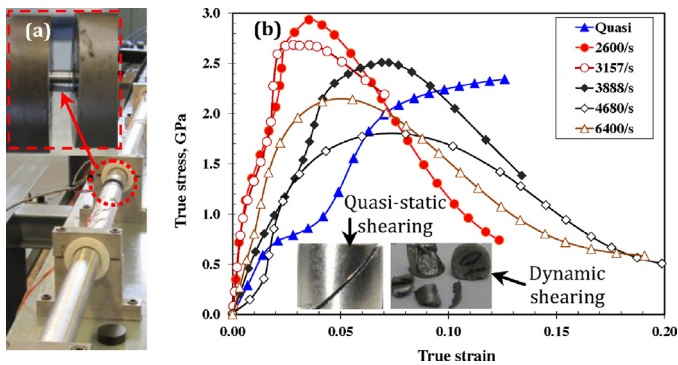 (a)
(b)
Quasi
2600/s
3157/s
3888/s
4680/s
6400/s
3.0
2.5
2.0
1.5
1.0
0.5
0.0
True stress, GPa
Quasi-static
shearing
Dynamic
shearing
0.00
0.05
0.10
0.15
0.20
True strain